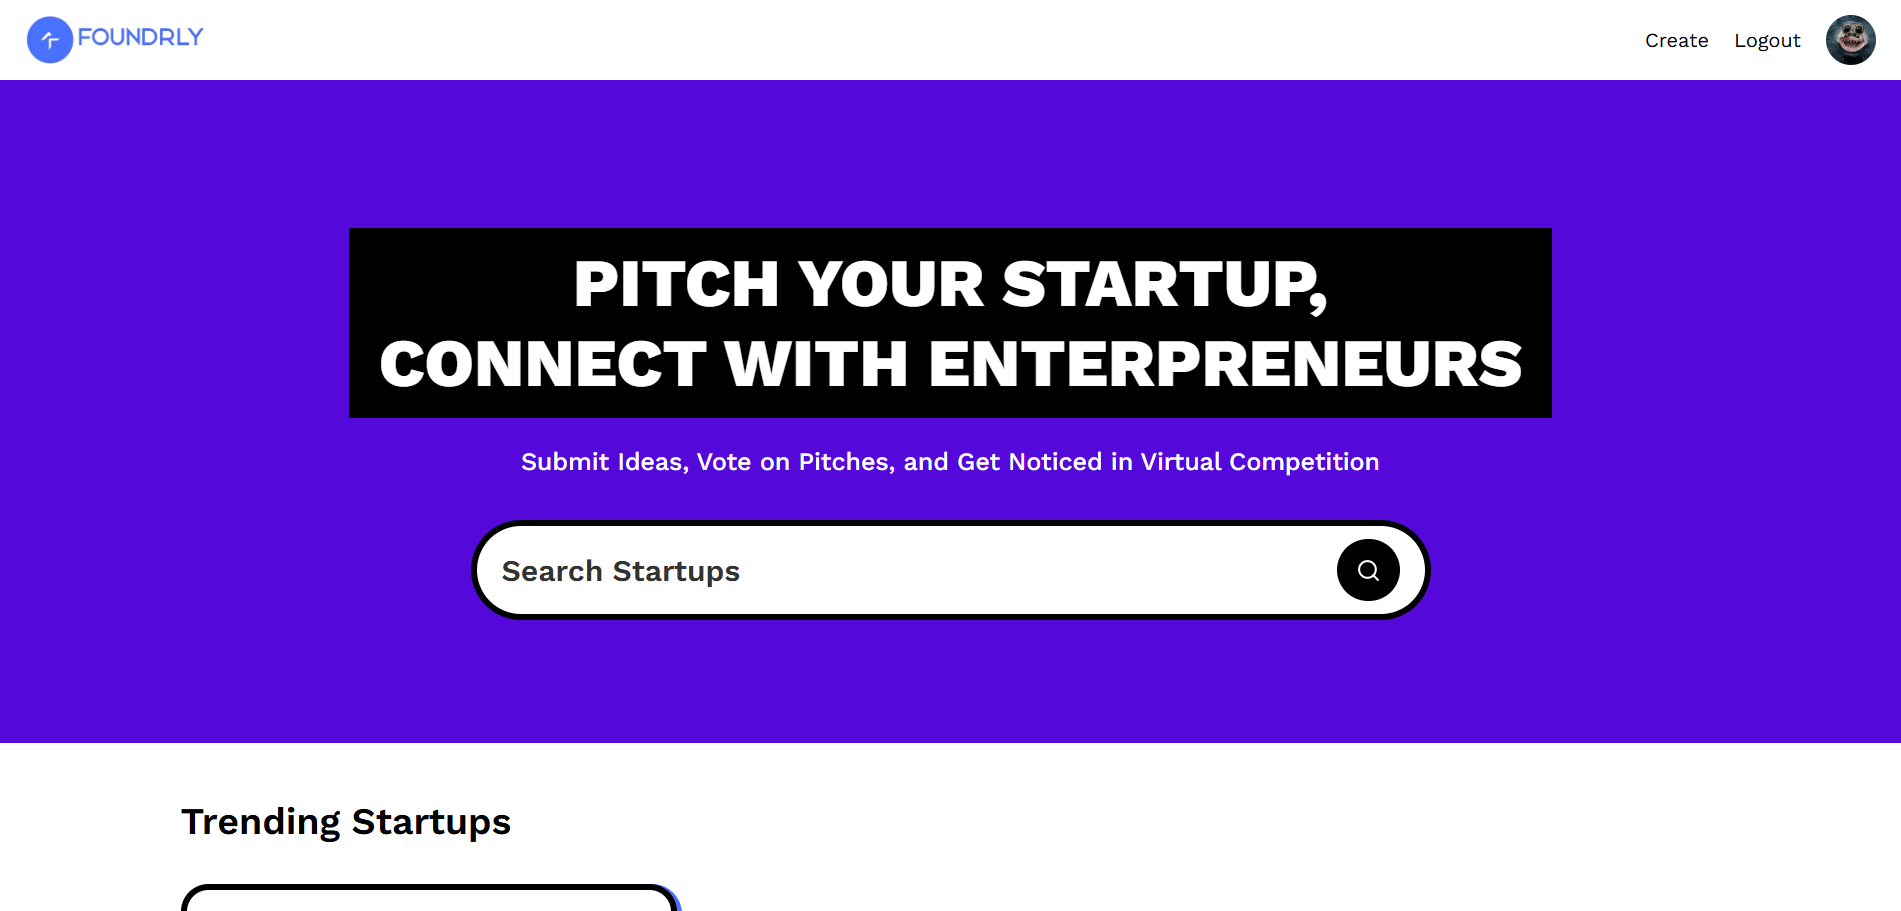 FOUNDRLY
Create
Logout
PITCH YOUR STARTUP,
CONNECT WITH ENTERPRENEURS
Submit Ideas, Vote on Pitches, and Get Noticed in Virtual Competition
Search Startups
Trending Startups